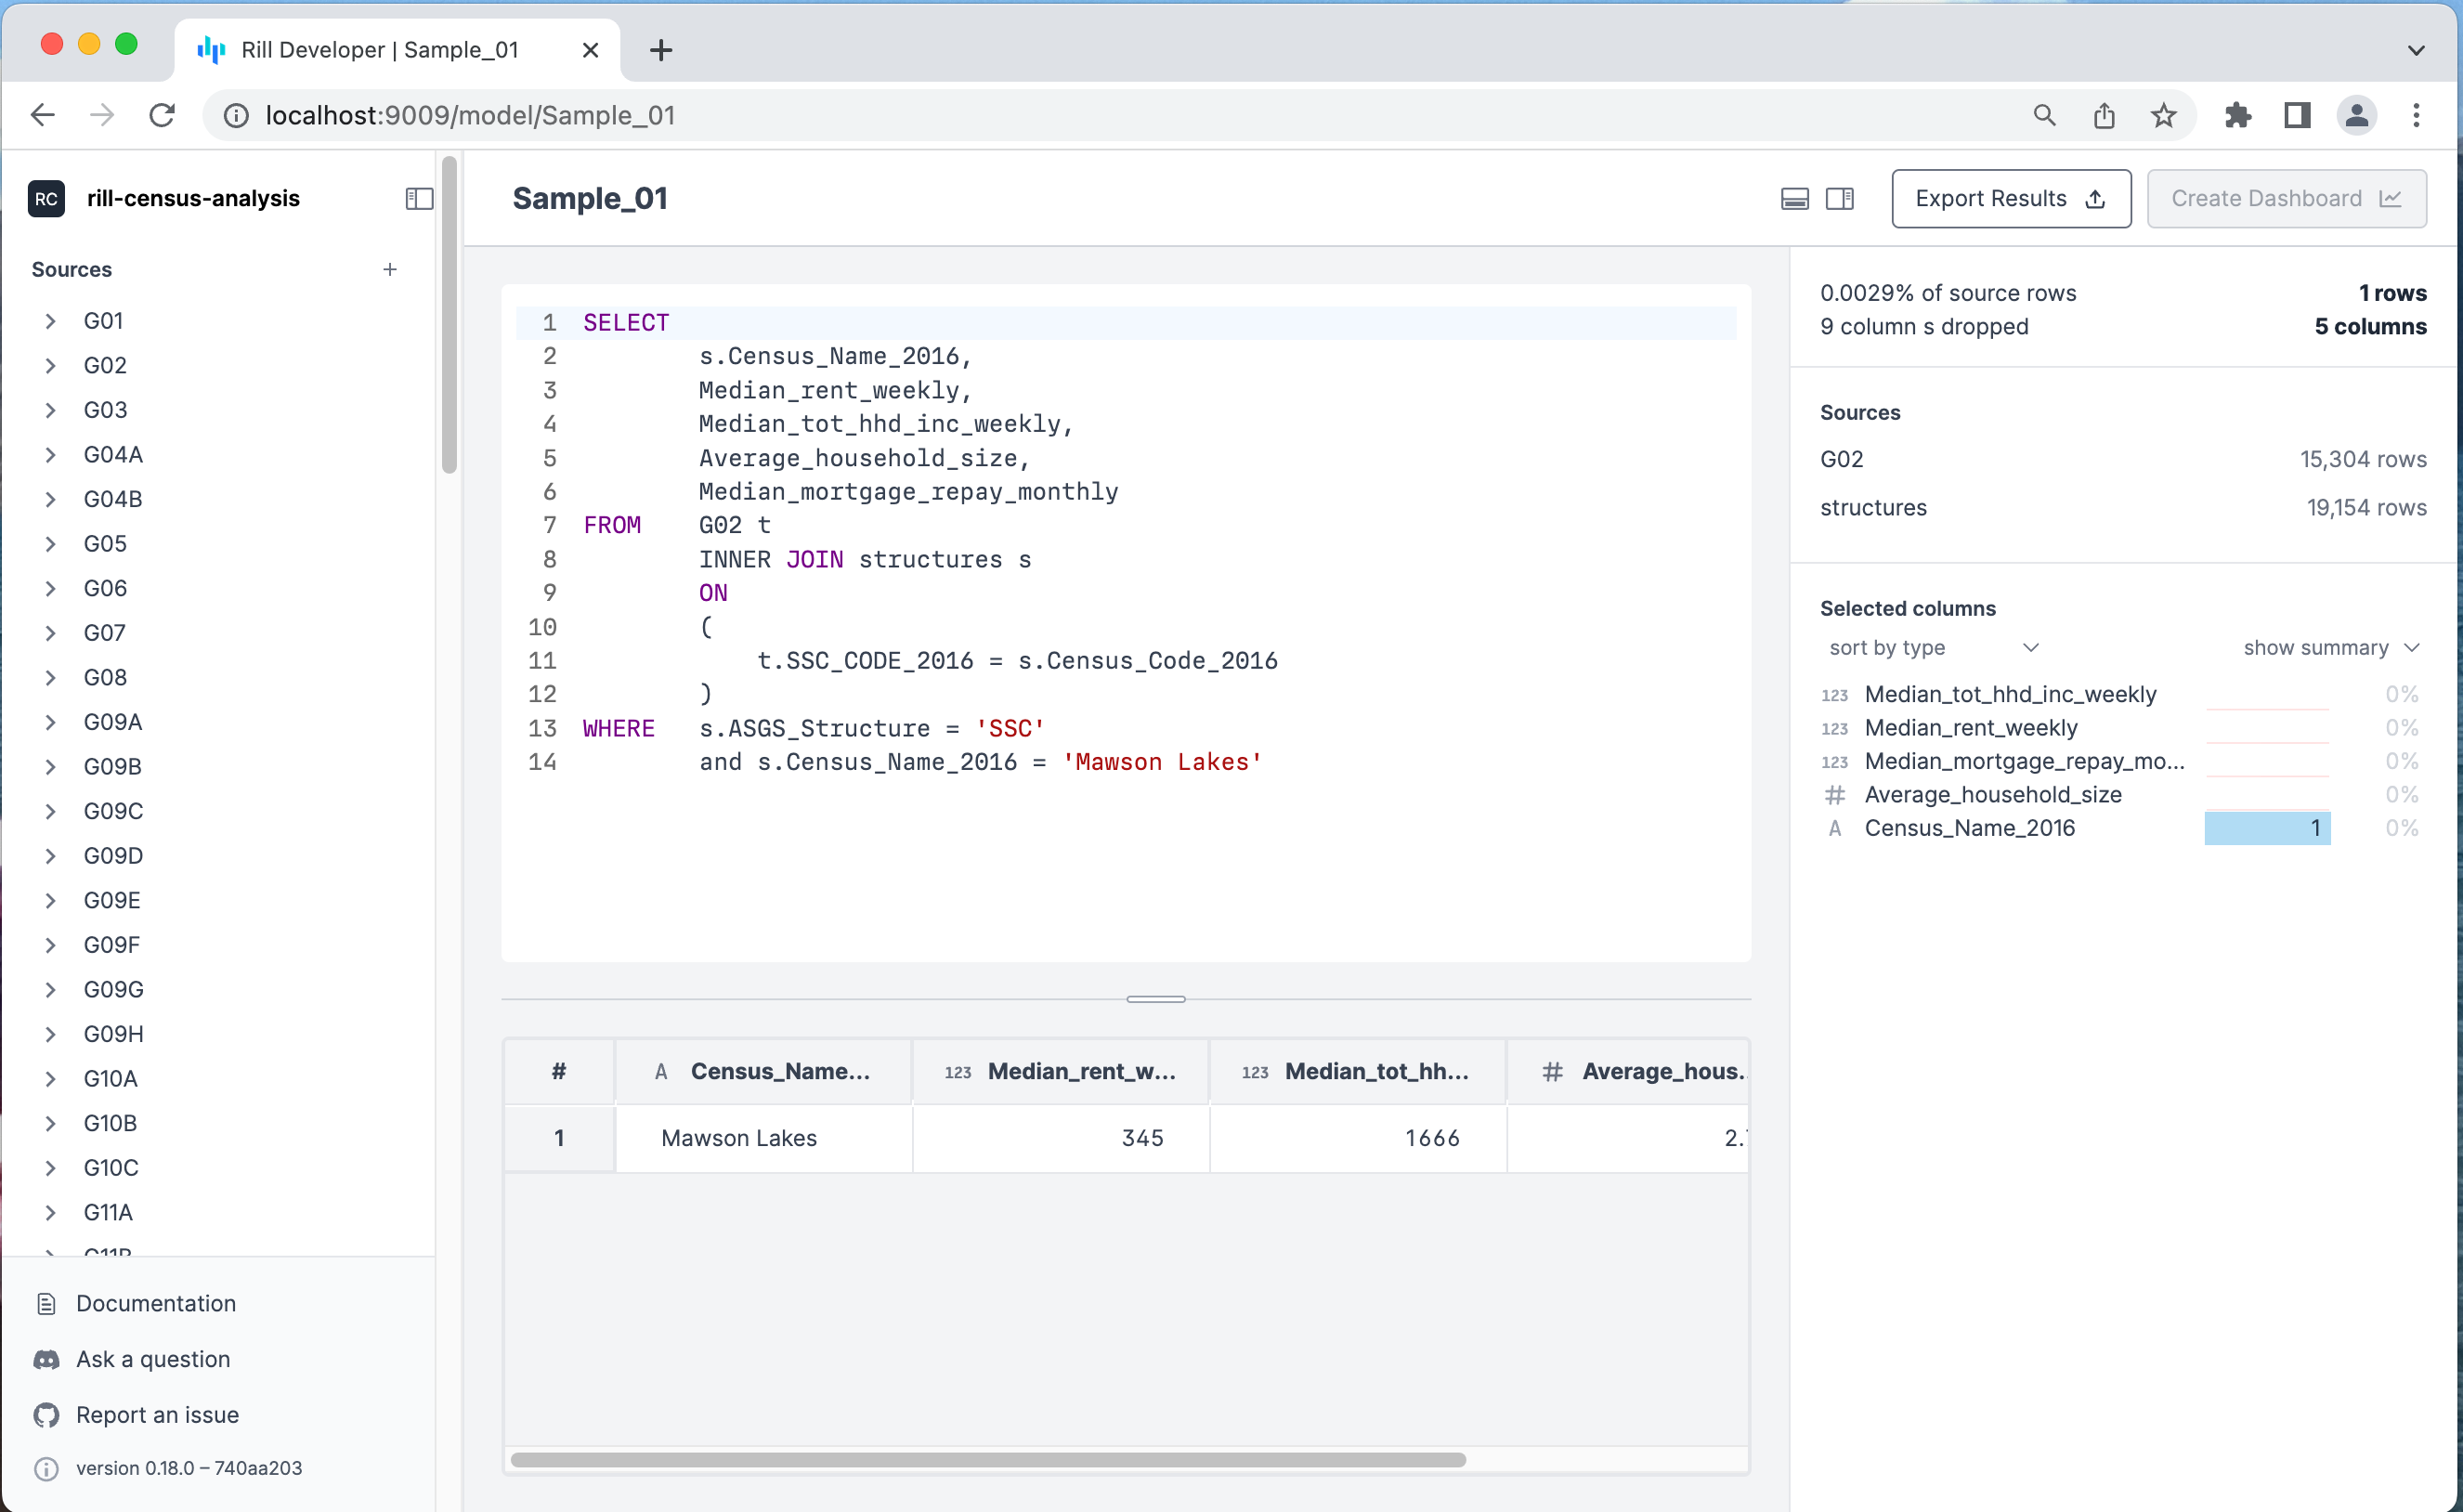 Rill Developer | Sample_01
localhost:9009/model/Sample_01
RC rill-census-analysis
Sources
G01
G02
G03
G04A
G04B
G05
G06
G07
G08
G09A
G09B
G09C
G09D
G09E
G09F
G09G
G09H
G10A
G10B
G10C
G11A
G11B
Documentation
Ask a question
Report an issue
version 0.18.0 – 740aa203
Sample_01
Export Results
Create Dashboard
1 SELECT
2 s.Census_Name_2016,
3 Median_rent_weekly,
4 Median_tot_hhd_inc_weekly,
5 Average_household_size,
6 Median_mortgage_repay_monthly
7 FROM G02 t
8 INNER JOIN structures s
9 ON
10 (
11 t.SSC_CODE_2016 = s.Census_Code_2016
12 )
13 WHERE s.ASGS_Structure = 'SSC'
14 and s.Census_Name_2016 = 'Mawson Lakes'
# A Census_Name... 123 Median_rent_w... 123 Median_tot_hh... # Average_hous..
1 Mawson Lakes 345 1666 2.
0.0029% of source rows 1 rows
9 column s dropped 5 columns
Sources
G02 15,304 rows
structures 19,154 rows
Selected columns
sort by type show summary
123 Median_tot_hhd_inc_weekly 0%
123 Median_rent_weekly 0%
123 Median_mortgage_repay_mo... 0%
# Average_household_size 0%
A Census_Name_2016 1 0%